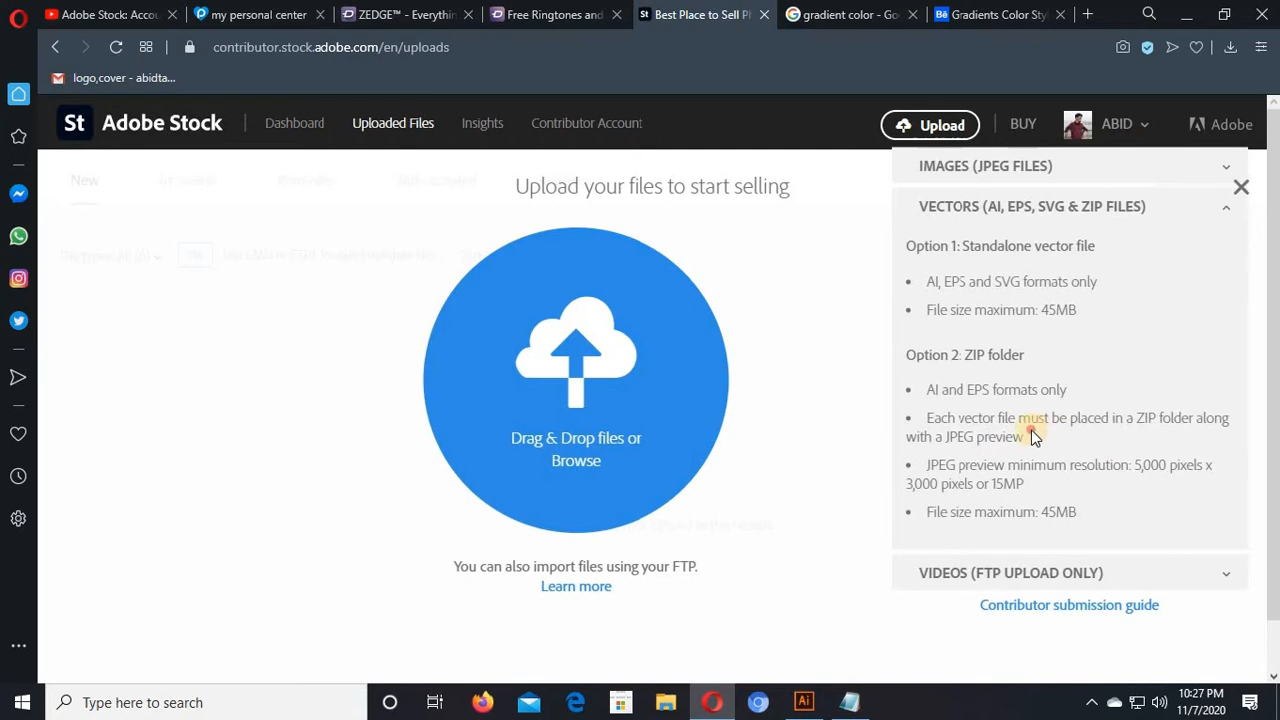 Adobe Stock Accou
my personal center
ZEDGE™ - Everythin
Free Ringtones and
Best Place to Sell Ph
gradient color - Goo
Gradients Color Styl
contributor.stock.adobe.com/en/uploads
logo,cover - abidta...
St Adobe Stock
Dashboard
Uploaded Files
Insights
Contributor Account
Upload
BUY
ABID
Adobe
New
Upload your files to start selling
IMAGES (JPEG FILES)
VECTORS (AI, EPS, SVG & ZIP FILES)
Option 1: Standalone vector file
• AI, EPS and SVG formats only
• File size maximum: 45MB
Option 2: ZIP folder
• AI and EPS formats only
• Each vector file must be placed in a ZIP folder along
with a JPEG preview
• JPEG preview minimum resolution: 5,000 pixels x
3,000 pixels or 15MP
• File size maximum: 45MB
VIDEOS (FTP UPLOAD ONLY)
Contributor submission guide
Drag & Drop files or
Browse
You can also import files using your FTP.
Learn more
Type here to search
10:27 PM
11/7/2020